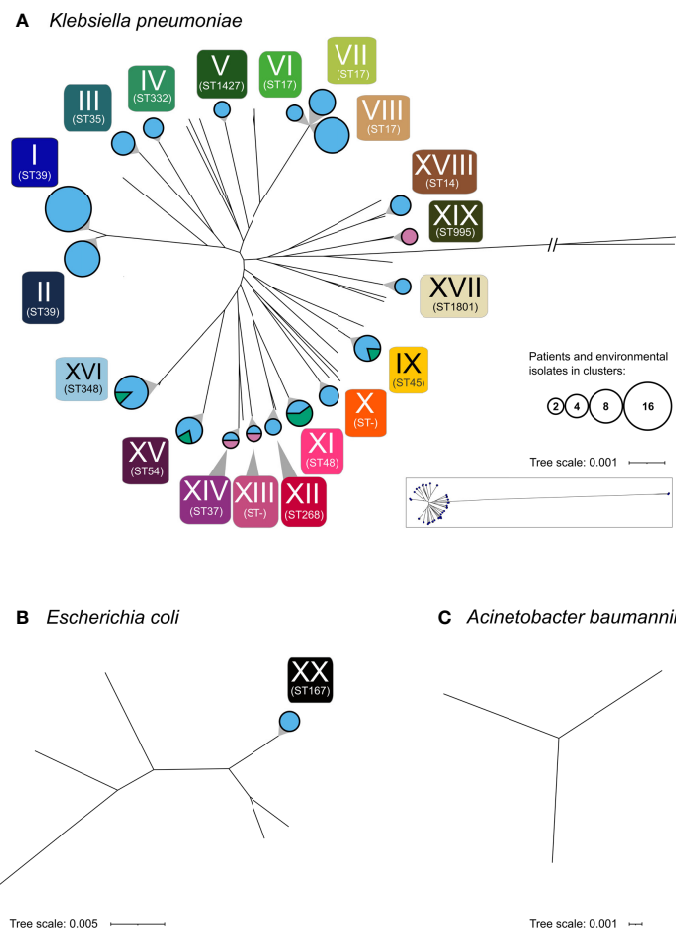 A Klebsiella pneumoniae
VII
(ST17)
V
(ST1427)
VI
(ST17)
IV
(ST332)
III
(ST35)
VIII
(ST17)
I
(ST39)
XVIII
(ST14)
XIX
(ST995)
II
(ST39)
XVII
(ST1801)
XVI
(ST348)
IX
(ST45)
Patients and environmental
isolates in clusters:
2 4 8 16
X
(ST-)
XI
(ST48)
XV
(ST54)
XIV
(ST37)
XIII
(ST-)
XII
(ST268)
Tree scale: 0.001
B Escherichia coli
C Acinetobacter baumannii
XX
(ST167)
Tree scale: 0.005
Tree scale: 0.001